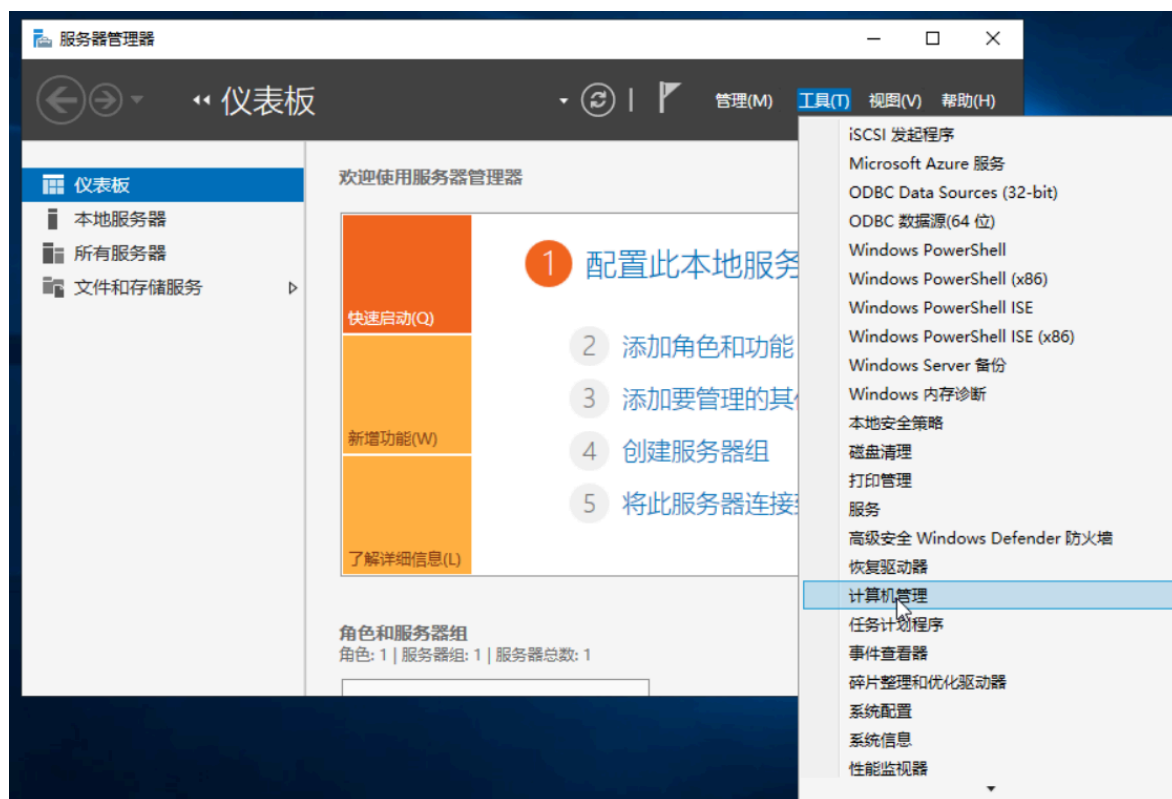 服务器管理器
仪表板
管理(M) 工具(T) 视图(V) 帮助(H)
仪表板
本地服务器
所有服务器
文件和存储服务
欢迎使用服务器管理器
快速启动(Q)
新增功能(W)
了解详细信息(L)
1 配置此本地服务
2 添加角色和功能
3 添加要管理的其
4 创建服务器组
5 将此服务器连接
角色和服务器组
角色: 1 | 服务器组: 1 | 服务器总数: 1
iSCSI 发起程序
Microsoft Azure 服务
ODBC Data Sources (32-bit)
ODBC 数据源(64 位)
Windows PowerShell
Windows PowerShell (x86)
Windows PowerShell ISE
Windows PowerShell ISE (x86)
Windows Server 备份
Windows 内存诊断
本地安全策略
磁盘清理
打印管理
服务
高级安全 Windows Defender 防火墙
恢复驱动器
计算机管理
任务计划程序
事件查看器
碎片整理和优化驱动器
系统配置
系统信息
性能监视器